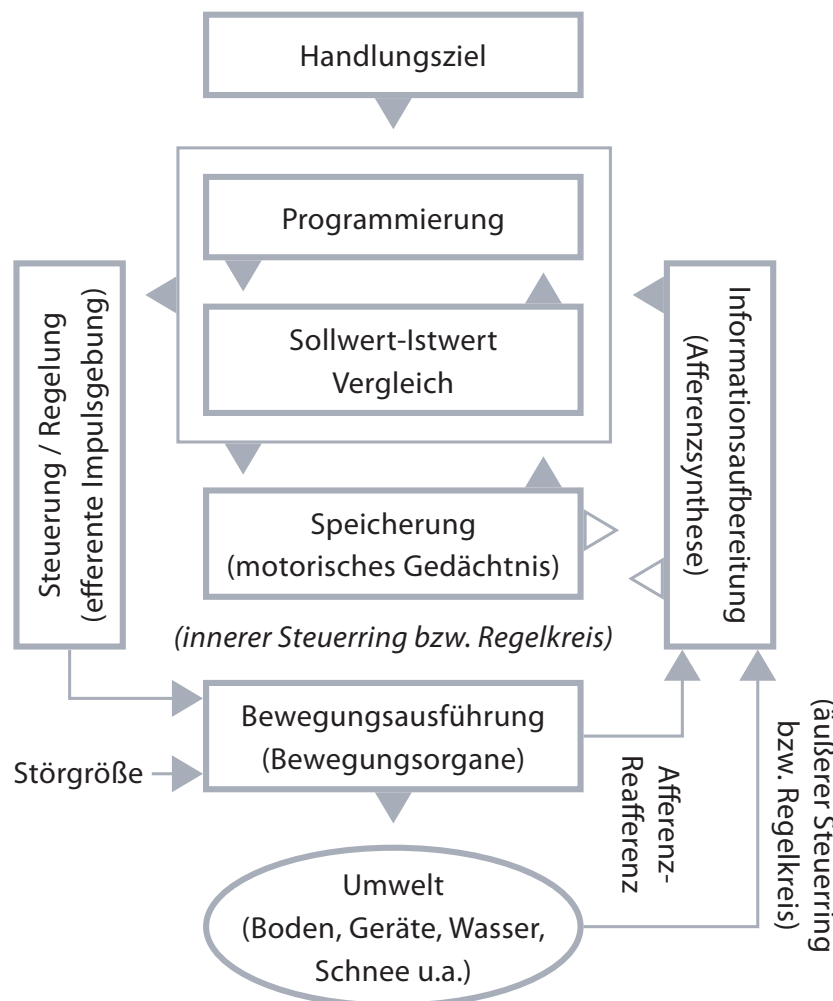 Handlungsziel
Programmierung
Sollwert-Istwert
Vergleich
Steuerung / Regelung
(efferente Impulsgebung)
Informationsaufbereitung
(Afferenzsynthese)
Speicherung
(motorisches Gedächtnis)
(innerer Steuerring bzw. Regelkreis)
Bewegungsausführung
(Bewegungsorgane)
Störgröße
Afferenz-
Reafferenz
(äußerer Steuerring
bzw. Regelkreis)
Umwelt
(Boden, Geräte, Wasser,
Schnee u.a.)